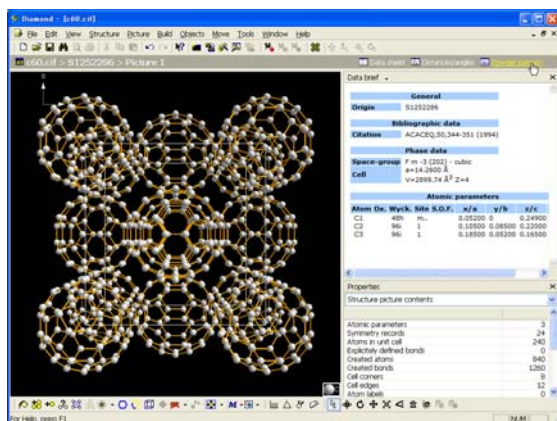 Diamond - [c60.cif]
File Edit View Structure Picture Build Objects Move Tools Window Help
c60.cif > S1252286 > Picture 1
Data sheet Distances/angles Powder pattern
Data brief
General
Origin S1252286
Bibliographic data
Citation ACACEQ,50,344-351 (1994)
Phase data
Space-group F m -3 (202) - cubic
Cell a=14.2600 Å
V=2899.74 Å3 Z=4
Atomic parameters
Atom Ox. Wyck. Site S.O.F. x/a y/b z/c
C1 48h m.. 0.05200 0 0.24900
C2 96i 1 0.10500 0.08500 0.22000
C3 96i 1 0.18500 0.05200 0.16500
Properties
Structure picture contents
Atomic parameters 3
Symmetry records 24
Atoms in unit cell 240
Explicitely defined bonds 0
Created atoms 840
Created bonds 1260
Cell corners 8
Cell edges 12
Atom labels 0
For Help, press F1
NUM